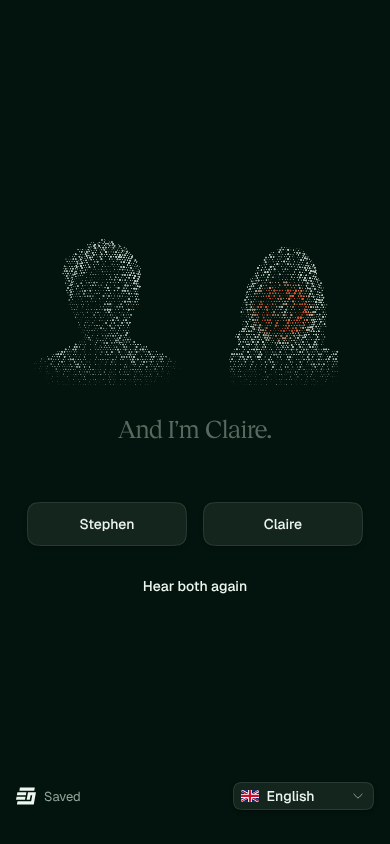 And I'm Claire.
Stephen
Claire
Hear both again
Saved
English